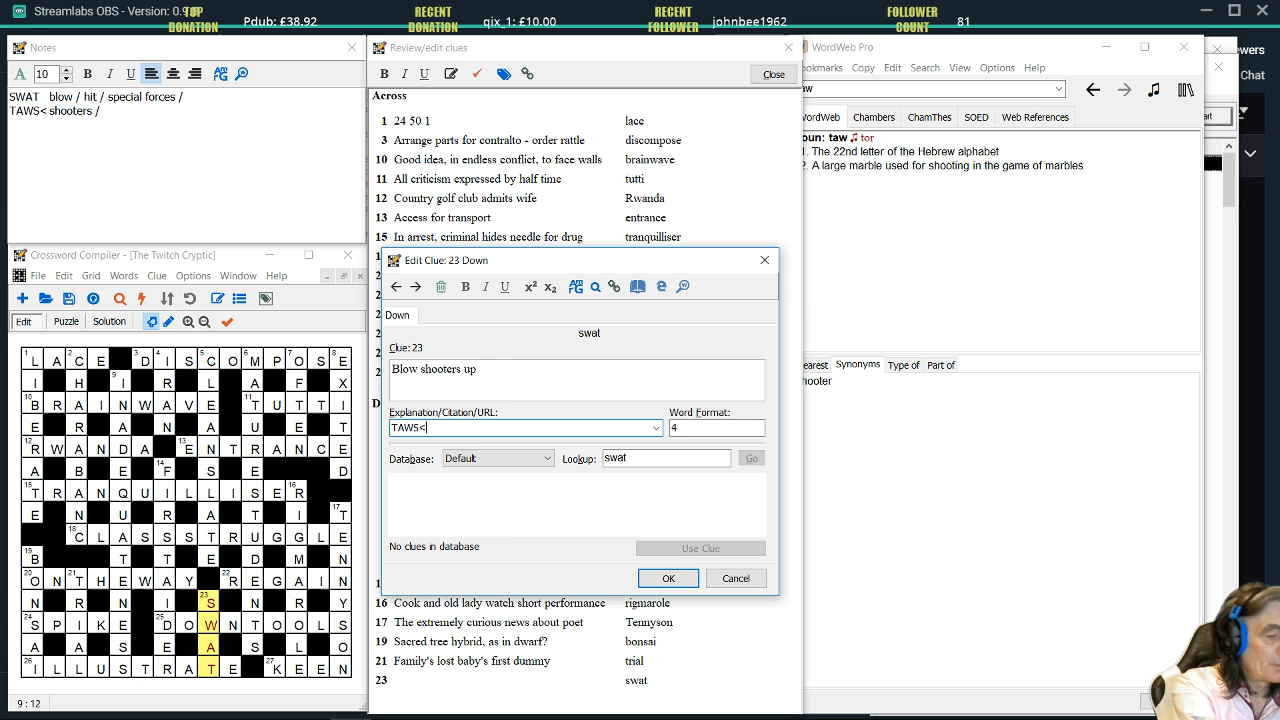 Streamlabs OBS - Version: 0.9
TOP DONATION
Pdub: £38.92
RECENT DONATION
qix_1: £10.00
RECENT FOLLOWER
johnbee1962
FOLLOWER COUNT
81
Notes
10 B I U
SWAT blow / hit / special forces /
TAWS< shooters /
Review/edit clues
B I U
Close
Across
1 24 50 1 lace
3 Arrange parts for contralto - order rattle discompose
10 Good idea, in endless conflict, to face walls brainwave
11 All criticism expressed by half time tutti
12 Country golf club admits wife Rwanda
13 Access for transport entrance
15 In arrest, criminal hides needle for drug tranquilliser
16 Cook and old lady watch short performance rigmarole
17 The extremely curious news about poet Tennyson
19 Sacred tree hybrid, as in dwarf? bonsai
21 Family's lost baby's first dummy trial
23 swat
Edit Clue: 23 Down
B I U x² x₂
Down
swat
Clue: 23
Blow shooters up
Explanation/Citation/URL:
Word Format:
TAWS<
4
Database: Default Lookup: swat Go
No clues in database
Use Clue
OK Cancel
WordWeb Pro
ookmarks Copy Edit Search View Options Help
aw
WordWeb Chambers ChamThes SOED Web References
noun: taw tor
1. The 22nd letter of the Hebrew alphabet
2. A large marble used for shooting in the game of marbles
earest Synonyms Type of Part of
hooter
ewers
Chat
art
Crossword Compiler - [The Twitch Cryptic]
File Edit Grid Words Clue Options Window Help
Edit Puzzle Solution
L A C E D I S C O M P O S E
I H I R L A F X
B R A I N W A V E T U T T I
A B N A U E T
R W A N D A E N T R A N C E
A B E F S E D
T R A N Q U I L L I S E R
E N U R A T I T
C L A S S S T R U G G L E
B T T E D M N
O N T H E W A Y R E G A I N
N R N I S N R Y
S P I K E D O W N T O O L S
A A S E A S L O
I L L U S T R A T E K E E N
9 : 12